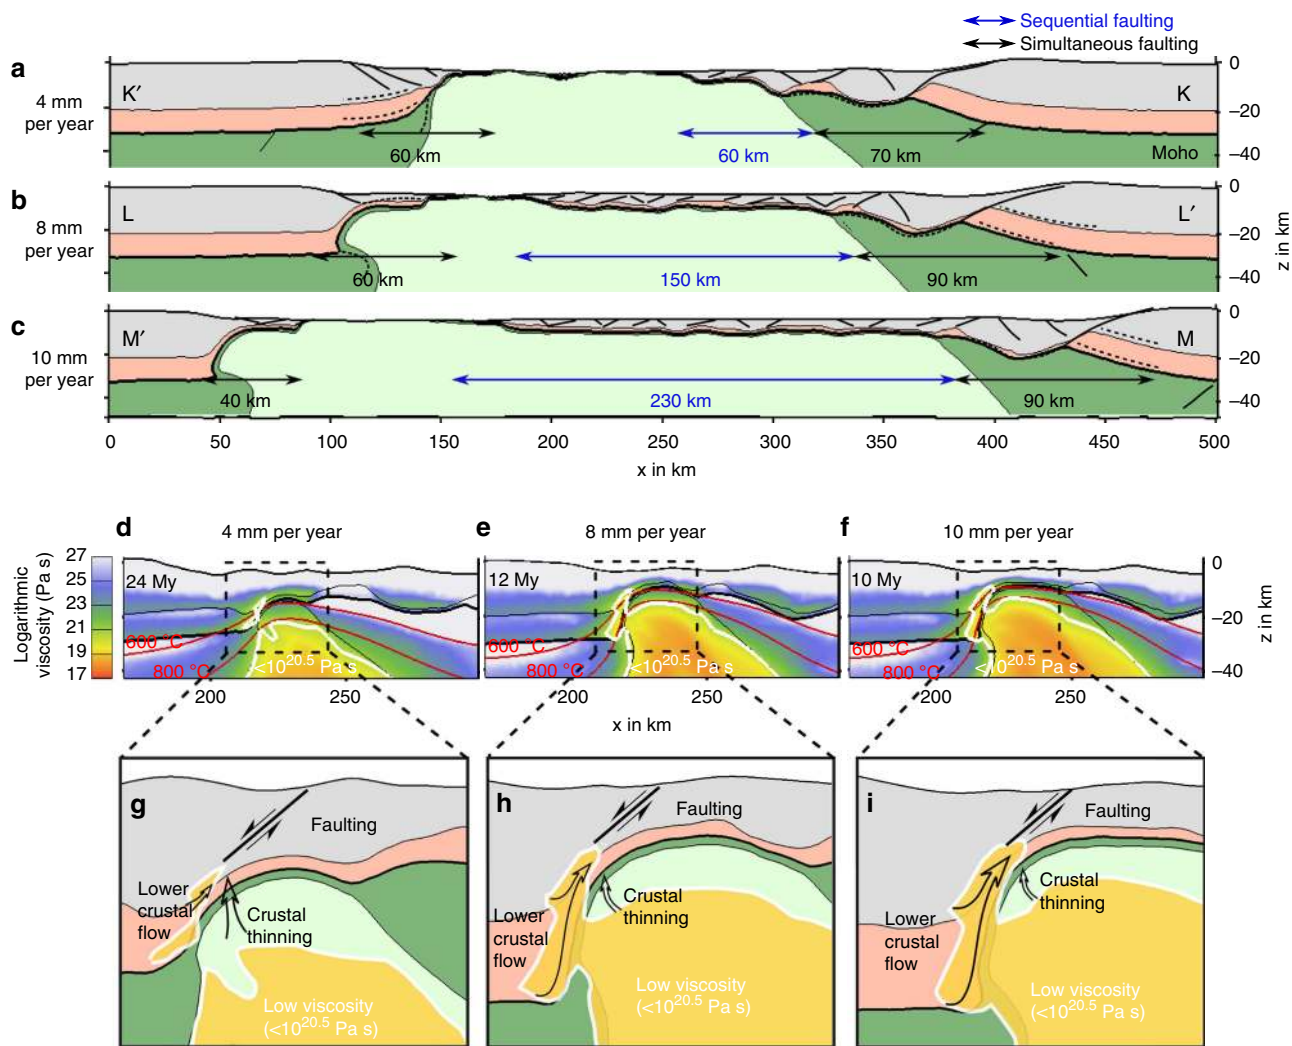 Sequential faulting
Simultaneous faulting
a
4 mm
per year
K′
K
60 km
60 km
70 km
Moho
0
–20
–40
b
8 mm
per year
L
L′
60 km
150 km
90 km
0
–20
–40
z in km
c
10 mm
per year
M′
M
40 km
230 km
90 km
0
–20
–40
0 50 100 150 200 250 300 350 400 450 500
x in km
d
4 mm per year
e
8 mm per year
f
10 mm per year
Logarithmic
viscosity (Pa s)
27
25
23
21
19
17
24 My
600 °C
800 °C
<10^20.5 Pa s
12 My
800 °C
<10^20.5 Pa s
10 My
600 °C
800 °C
<10^20.5 Pa s
0
–20
–40
z in km
200 250 200 250 200 250
x in km
g
Faulting
Lower
crustal
flow
Crustal
thinning
Low viscosity
(<10^20.5 Pa s)
h
Faulting
Lower
crustal
flow
Crustal
thinning
Low viscosity
(<10^20.5 Pa s)
i
Faulting
Lower
crustal
flow
Crustal
thinning
Low viscosity
(<10^20.5 Pa s)